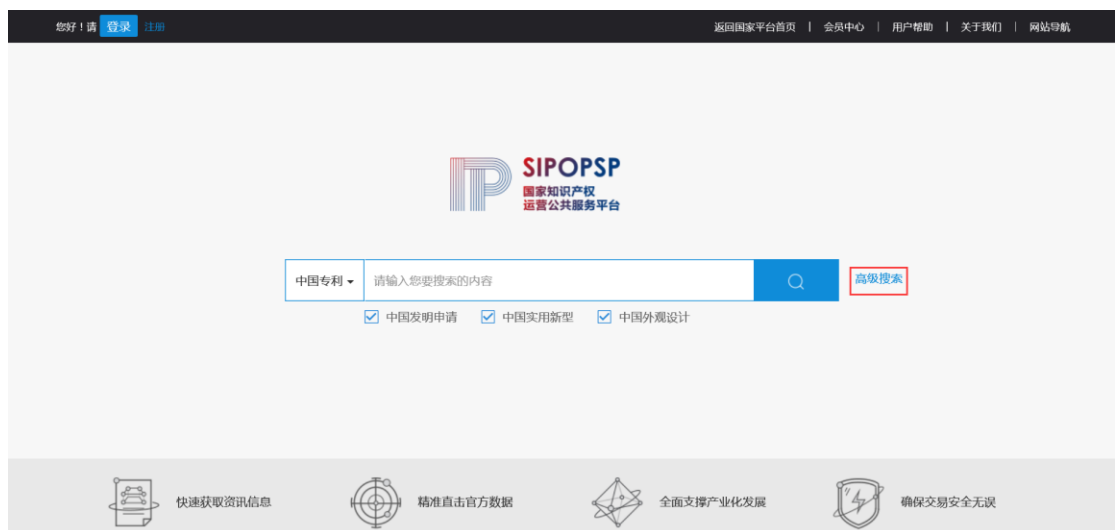 您好！请 登录 注册
返回国家平台首页 | 会员中心 | 用户帮助 | 关于我们 | 网站导航
SIPOPSP
国家知识产权
运营公共服务平台
中国专利 请输入您要搜索的内容 高级搜索
中国发明申请 中国实用新型 中国外观设计
快速获取资讯信息 精准直击官方数据 全面支撑产业化发展 确保交易安全无误